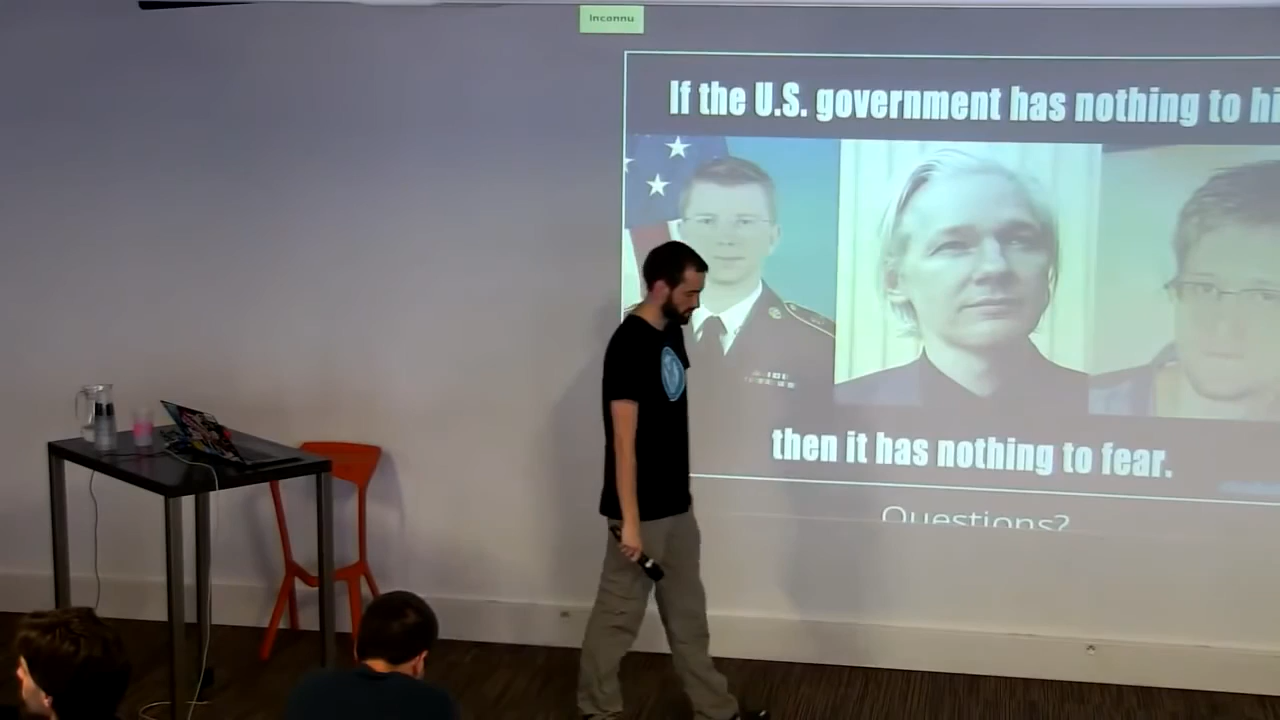 Inconnu
If the U.S. government has nothing to hi
then it has nothing to fear.
Questions?